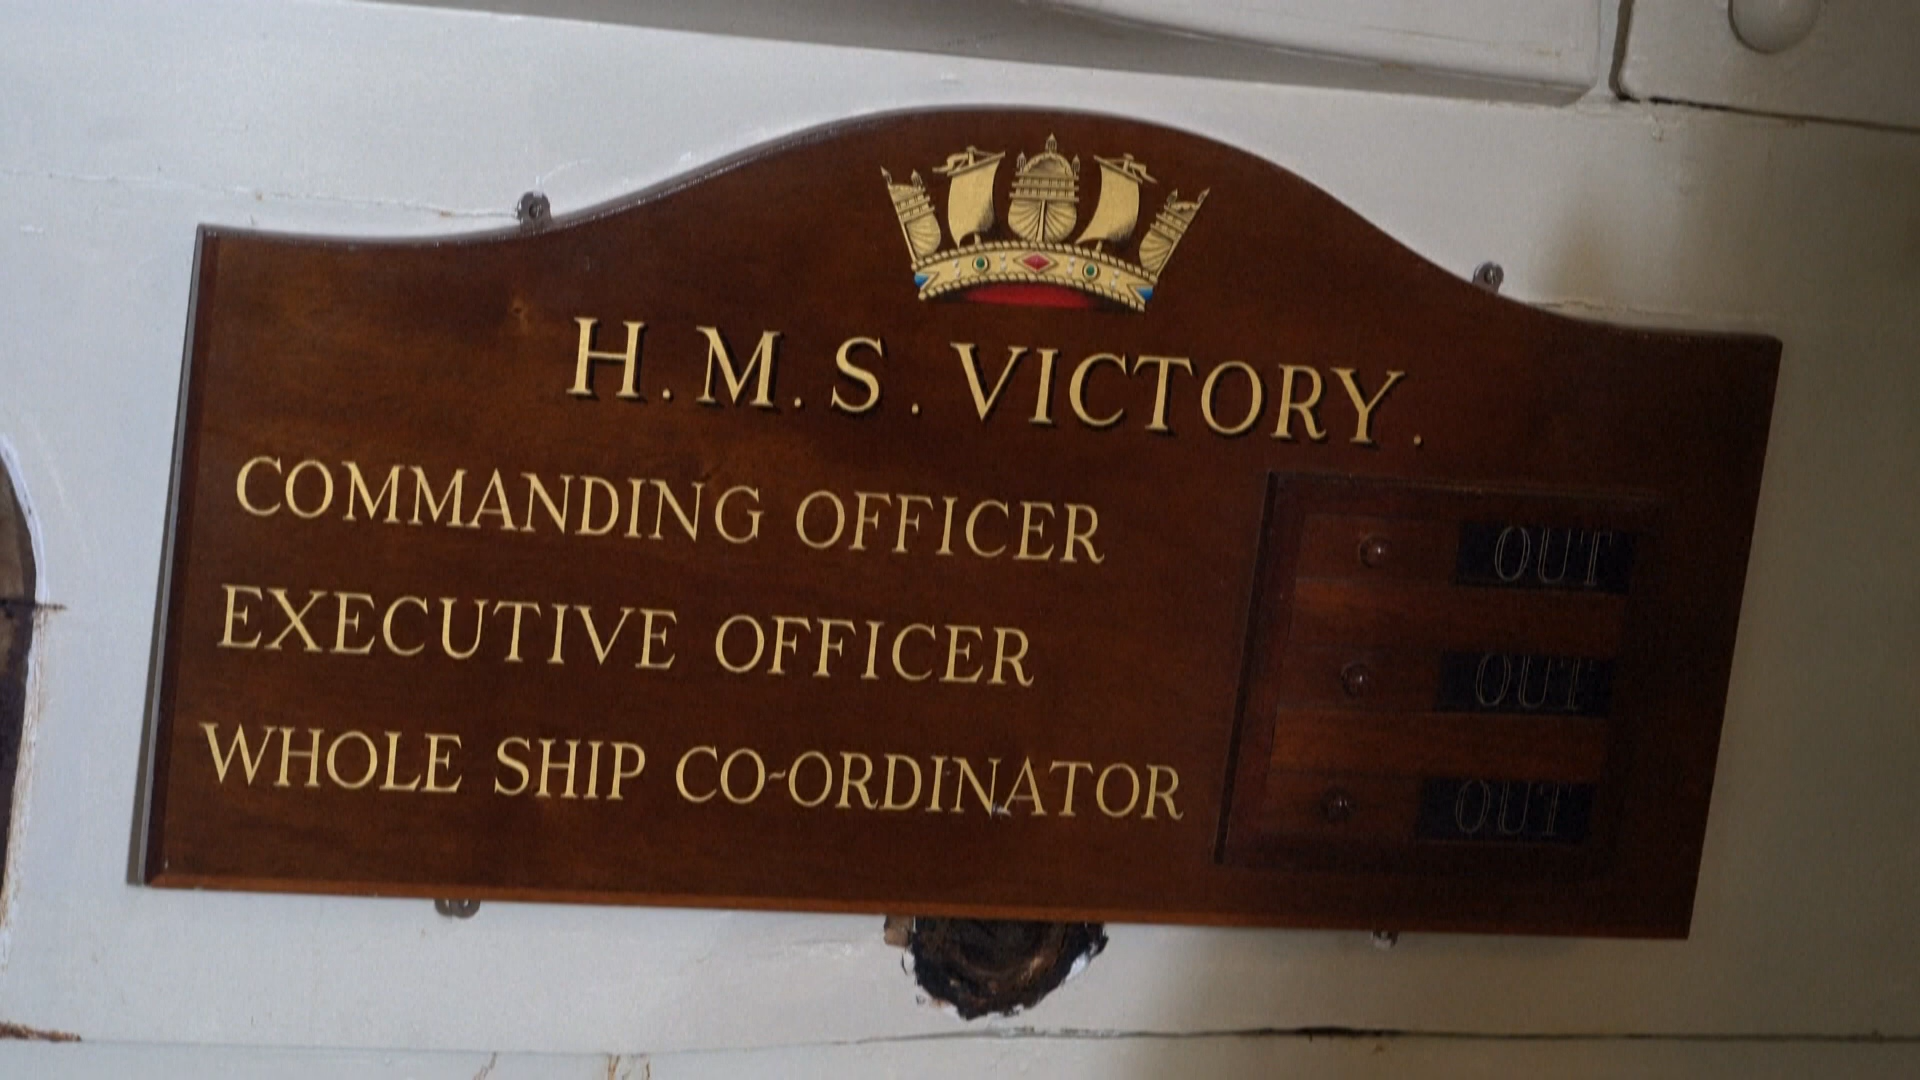 H.M.S. VICTORY.
COMMANDING OFFICER OUT
EXECUTIVE OFFICER OUT
WHOLE SHIP CO-ORDINATOR OUT